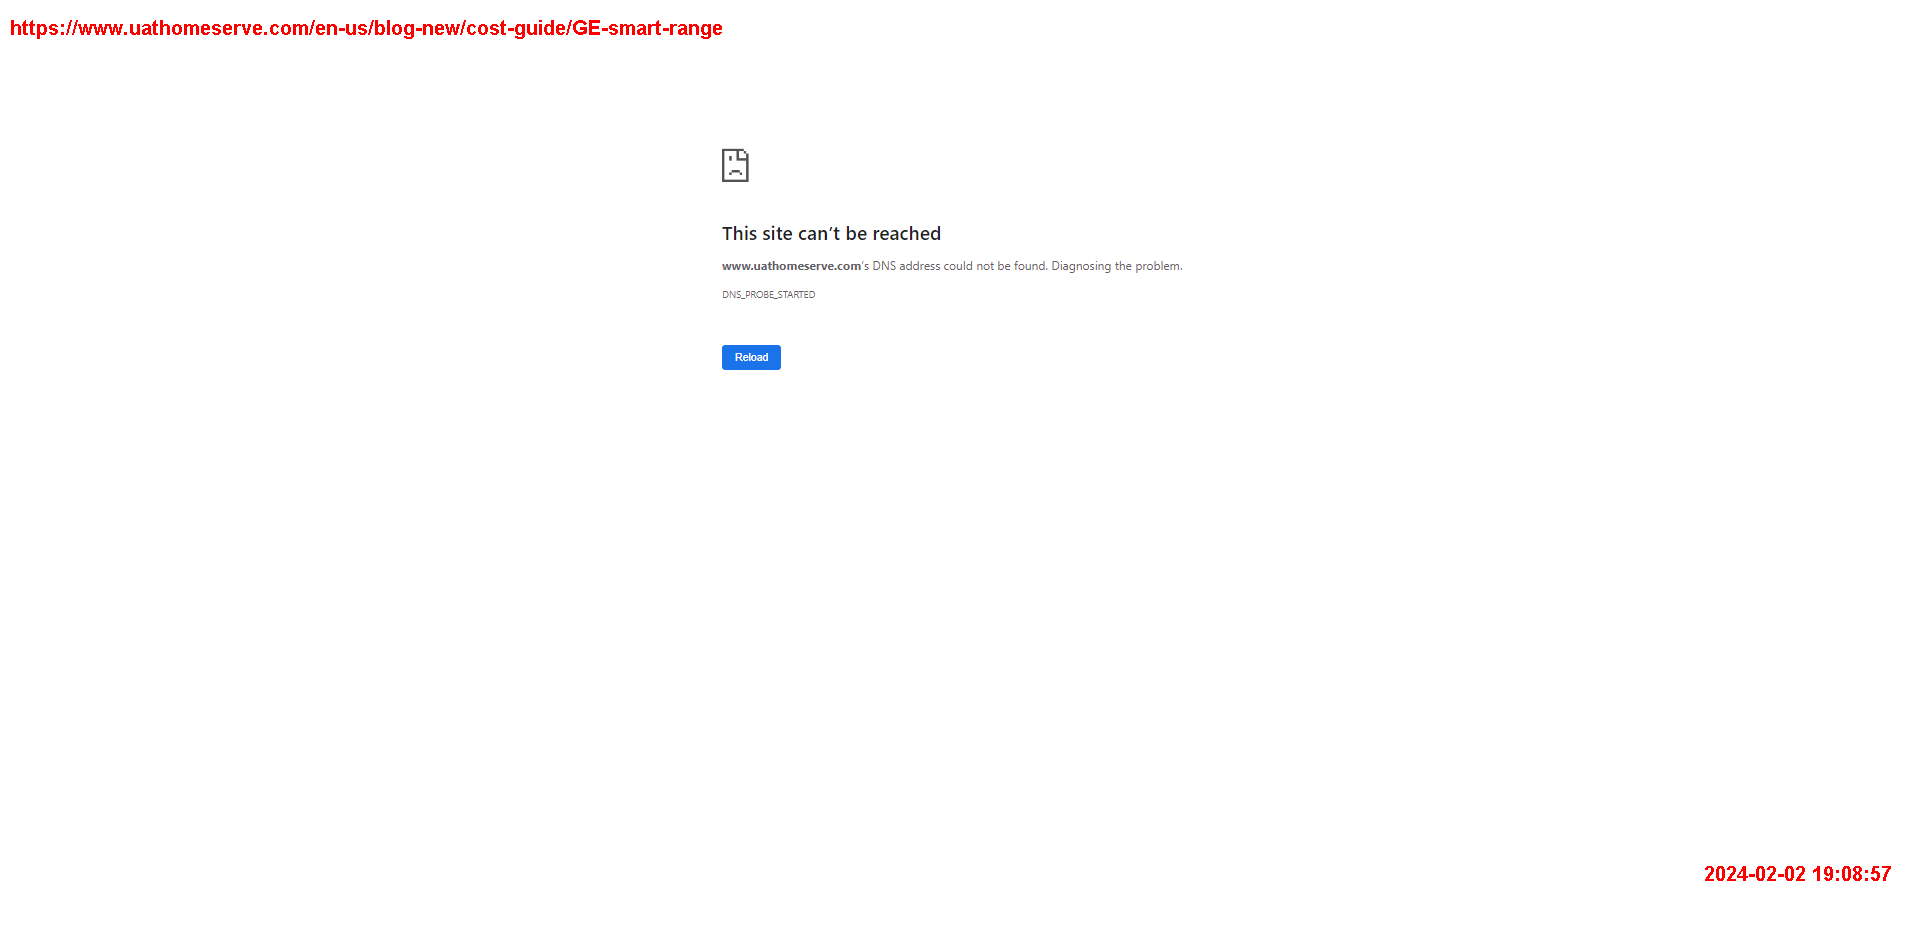 https://www.uathomeserve.com/en-us/blog-new/cost-guide/GE-smart-range
This site can’t be reached
www.uathomeserve.com’s DNS address could not be found. Diagnosing the problem.
DNS_PROBE_STARTED
Reload
2024-02-02 19:08:57